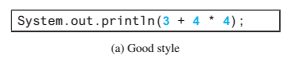 System.out.println(3 + 4 * 4);
(a) Good style